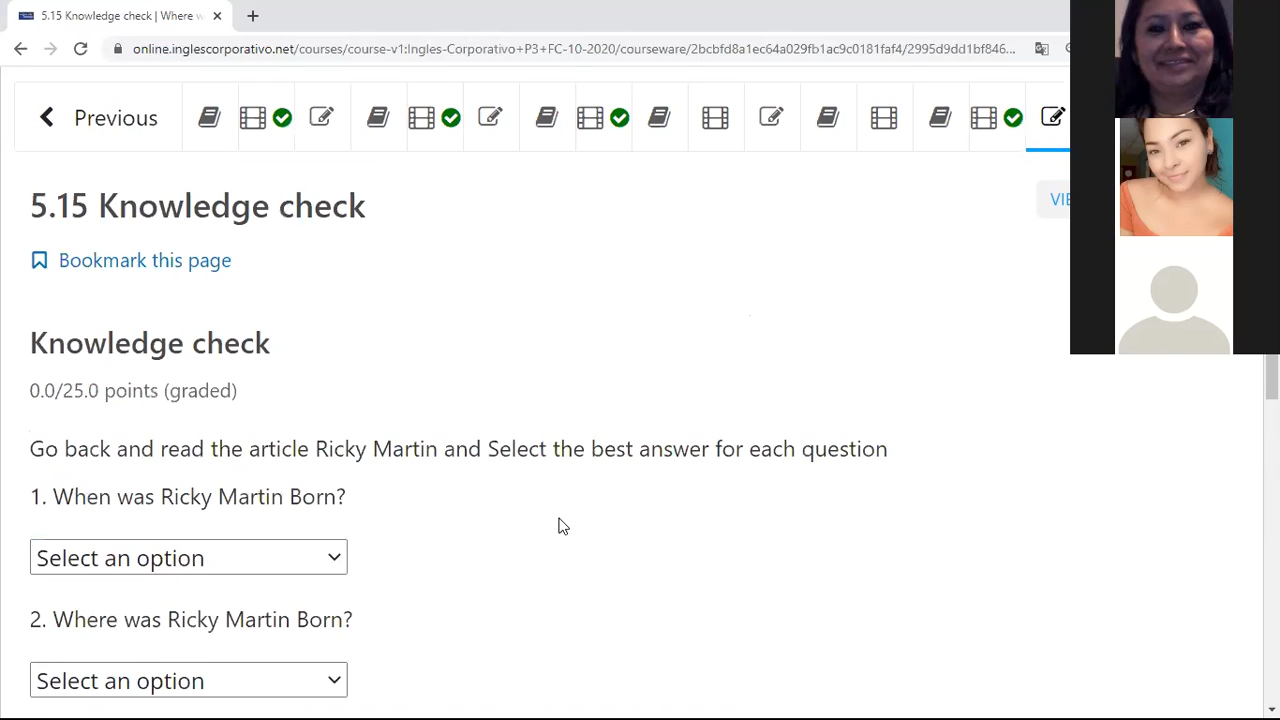 5.15 Knowledge check | Where w
online.inglescorporativo.net/courses/course-v1:Ingles-Corporativo+P3+FC-10-2020/courseware/2bcbfd8a1ec64a029fb1ac9c0181faf4/2995d9dd1bf846...
Previous
5.15 Knowledge check
VIE
Bookmark this page
Knowledge check
0.0/25.0 points (graded)
Go back and read the article Ricky Martin and Select the best answer for each question
1. When was Ricky Martin Born?
Select an option
2. Where was Ricky Martin Born?
Select an option